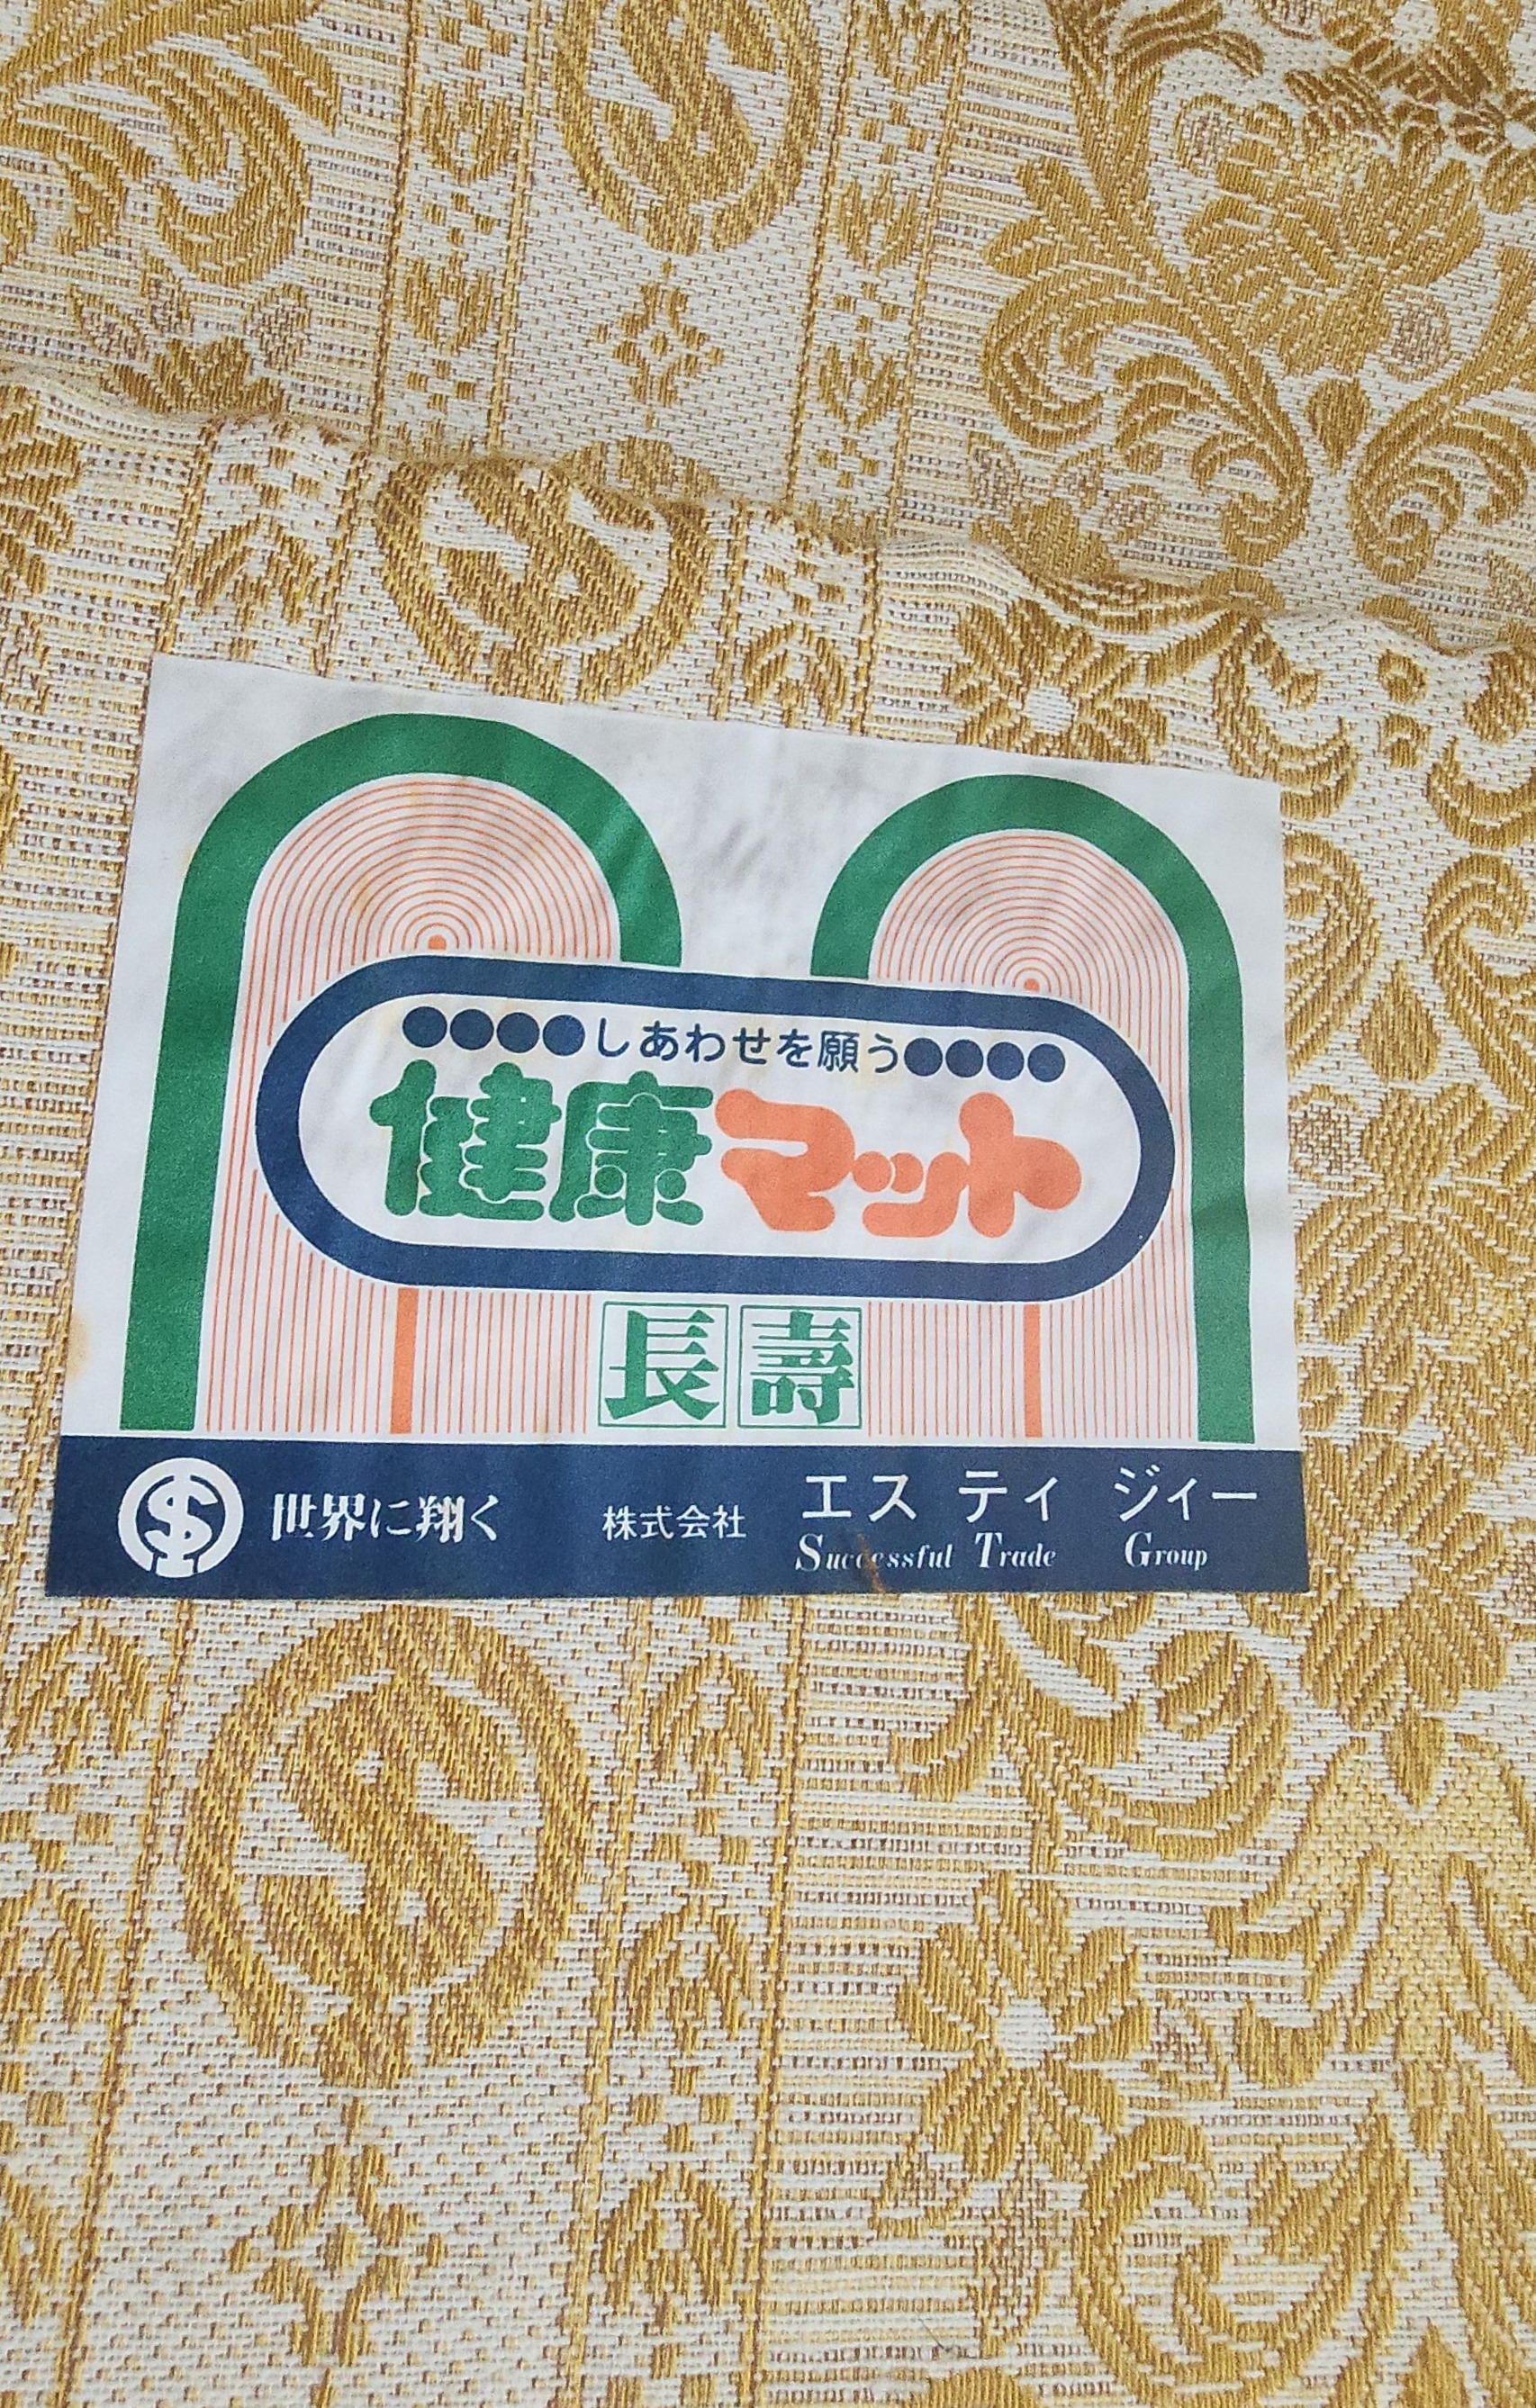 ●●●●しあわせを願う●●●●
健康マット
長壽
世界に翔く 株式会社 エス ティ ジィー
Successful Trade Group